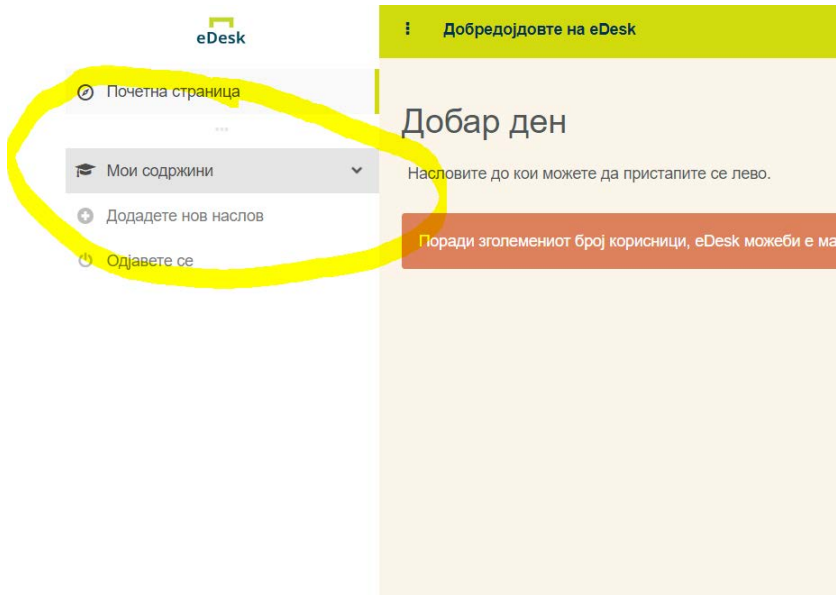 eDesk
Почетна страница
Мои содржини
Додадете нов наслов
Одјавете се
Добредојдовте на eDesk
Добар ден
Насловите до кои можете да пристапите се лево.
Поради зголемениот број корисници, eDesk можеби е